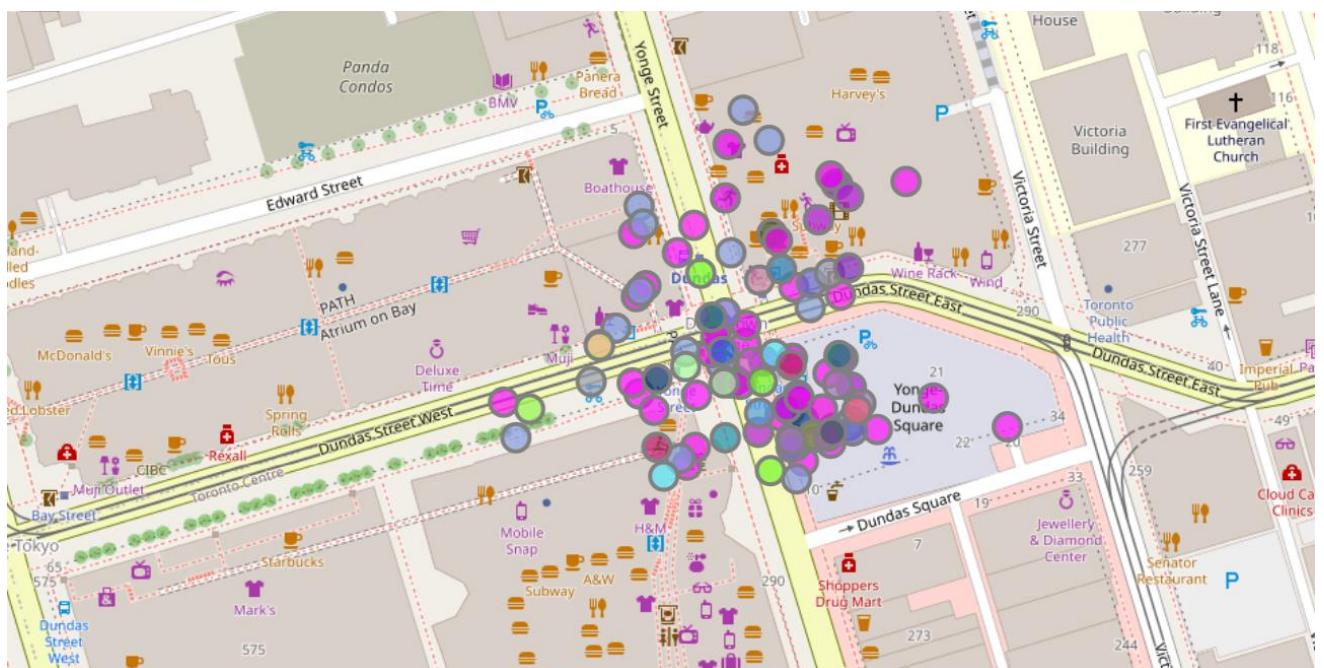 House
118
Panda
Condos
Yonge Street
Panera
Bread
BMV
Harvey's
116
First Evangelical
Lutheran
Church
Victoria
Building
5
Boathouse
Edward Street
Victoria Street
Victoria Street Lane
277
Subway
Wine Rack
Wind
PATH
Atrium on Bay
Dundas
Dundas Street East
290
Toronto
Public
Health
McDonald's
Vinnie's
Tous
Muji
Deluxe
Time
Dundas Street East
40
Imperial
Pub
21
Yonge-
Dundas
Square
Spring
Rolls
Dundas Street West
34
22
20
49
Rexall
CIBC
Muji Outlet
Toronto Centre
Bay Street
259
10
19
33
Cloud Ca
Clinics
Dundas Square
Mobile
Snap
H&M
Jewellery
& Diamond
Center
e Tokyo
65
575
Starbucks
7
A&W
Subway
290
Senator
Restaurant
Shoppers
Drug Mart
Mark's
Dundas
Street
West
575
273
244